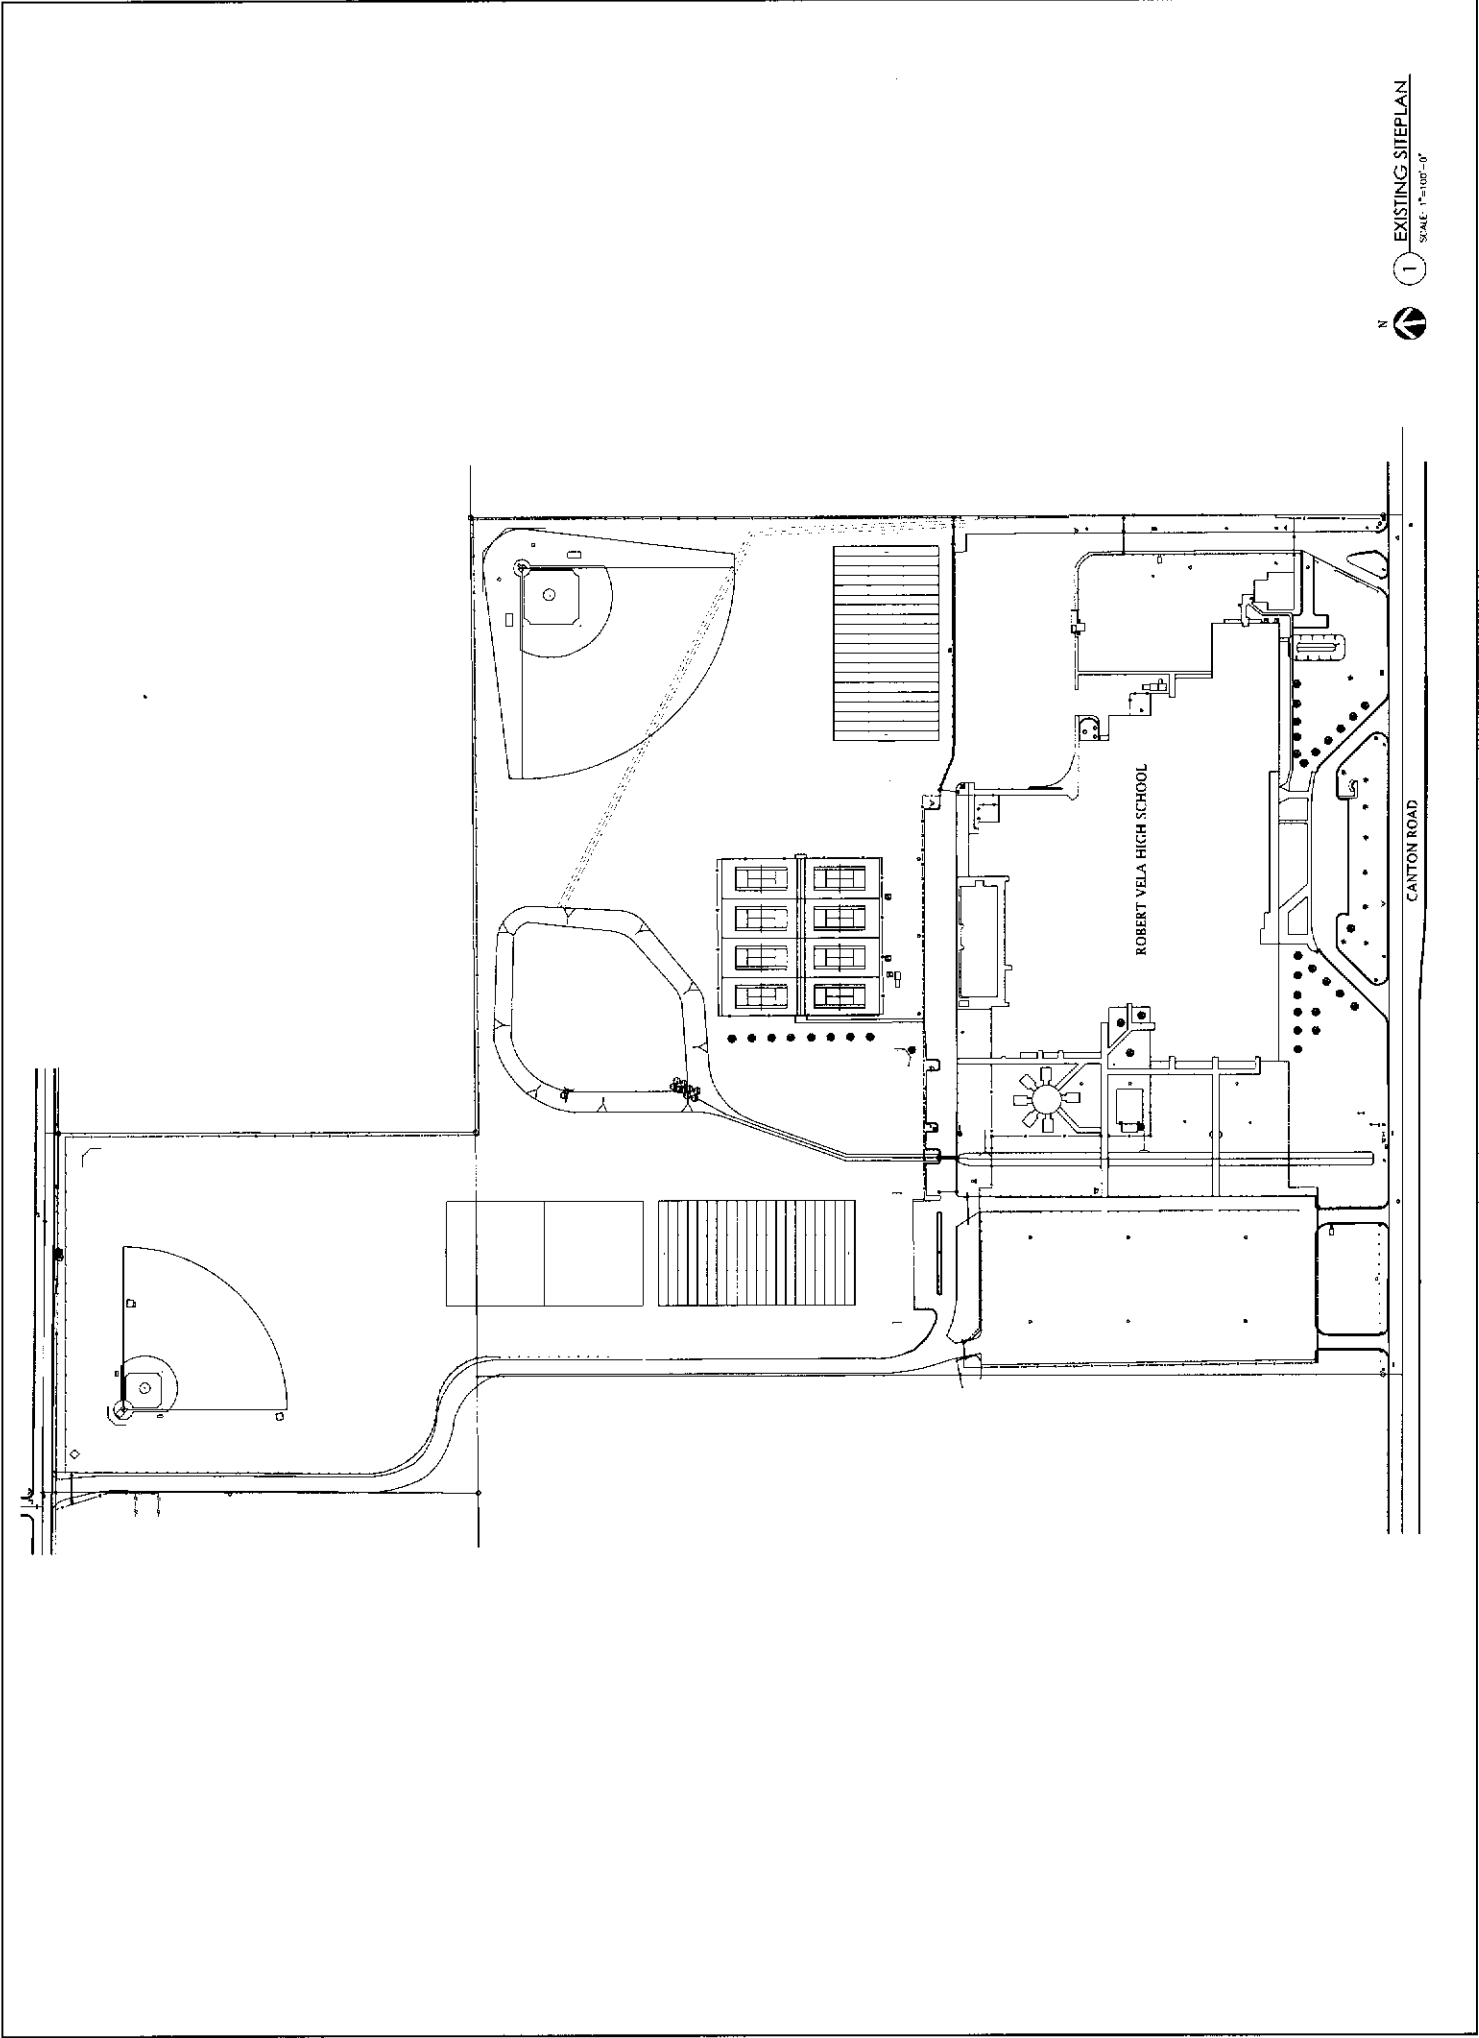 ROBERT VELA HIGH SCHOOL
CANTON ROAD
N
1
EXISTING SITEPLAN
SCALE: 1"=100'-0"